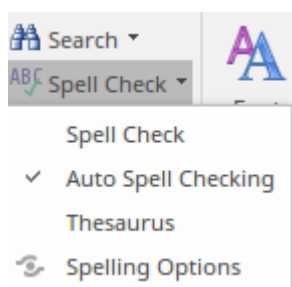 Search
ABC Spell Check
Spell Check
Auto Spell Checking
Thesaurus
Spelling Options